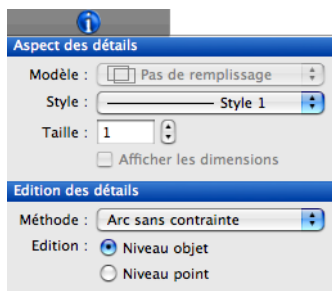 Aspect des détails
Modèle : Pas de remplissage
Style : Style 1
Taille : 1
Afficher les dimensions
Edition des détails
Méthode : Arc sans contrainte
Edition : Niveau objet
Niveau point